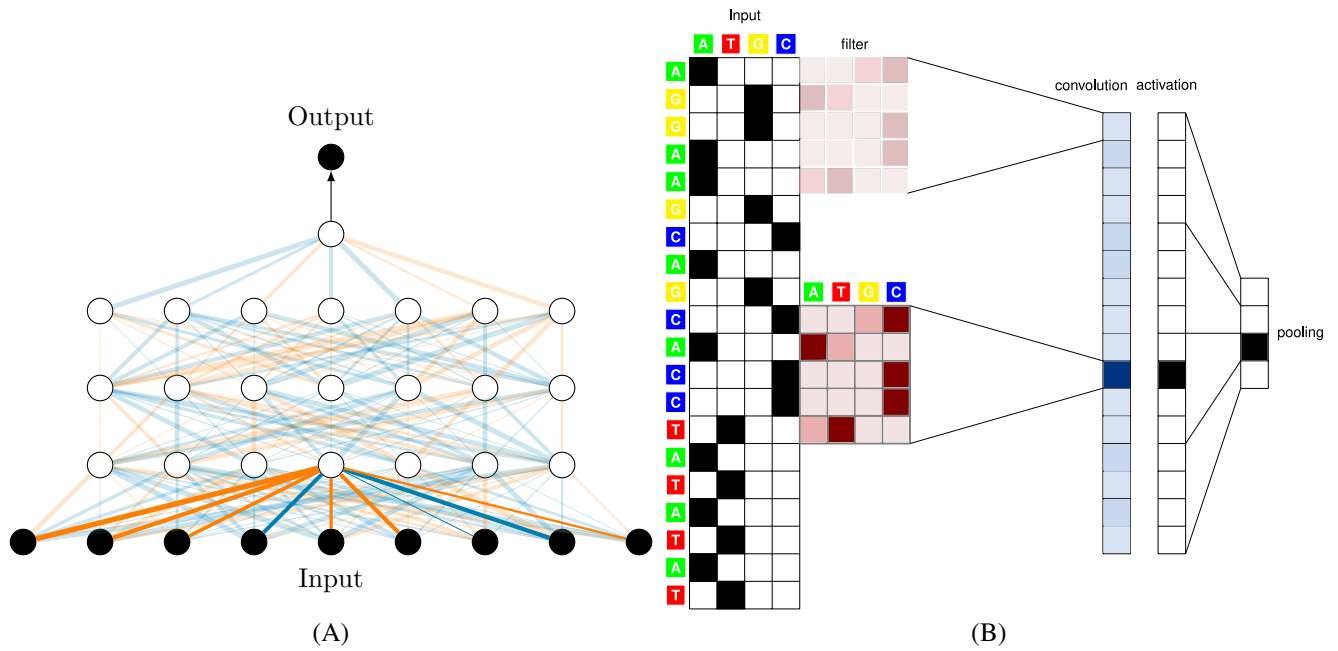 Output
Input
(A)
Input
A T G C
filter
A
G
G
A
A
G
C
A
G
C
A
C
C
T
A
T
A
T
A
T
A T G C
convolution activation
pooling
(B)